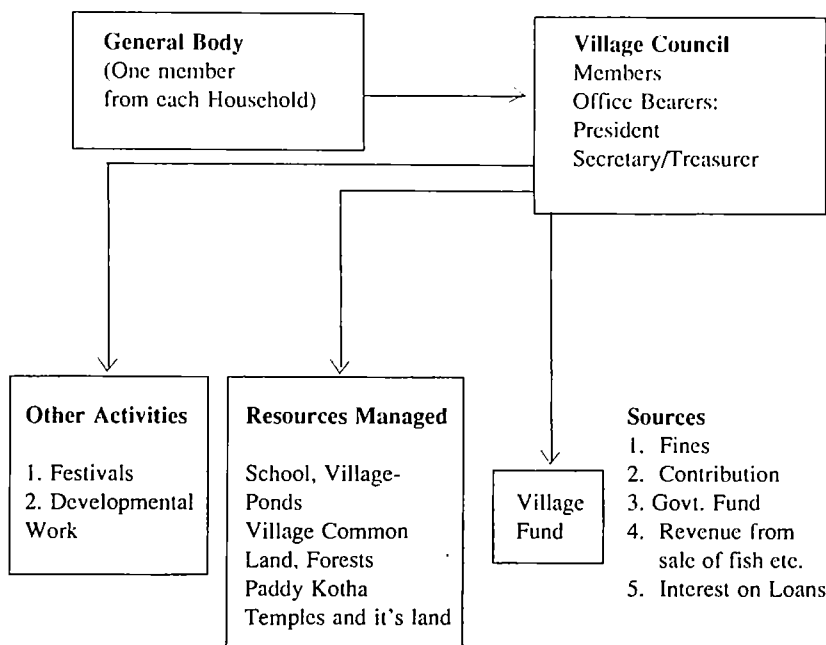 General Body
(One member
from each Household)
Village Council
Members
Office Bearers:
President
Secretary/Treasurer
Other Activities
1. Festivals
2. Developmental
Work
Resources Managed
School, Village-
Ponds
Village Common
Land, Forests
Paddy Kotha
Temples and it's land
Village
Fund
Sources
1. Fines
2. Contribution
3. Govt. Fund
4. Revenue from
sale of fish etc.
5. Interest on Loans